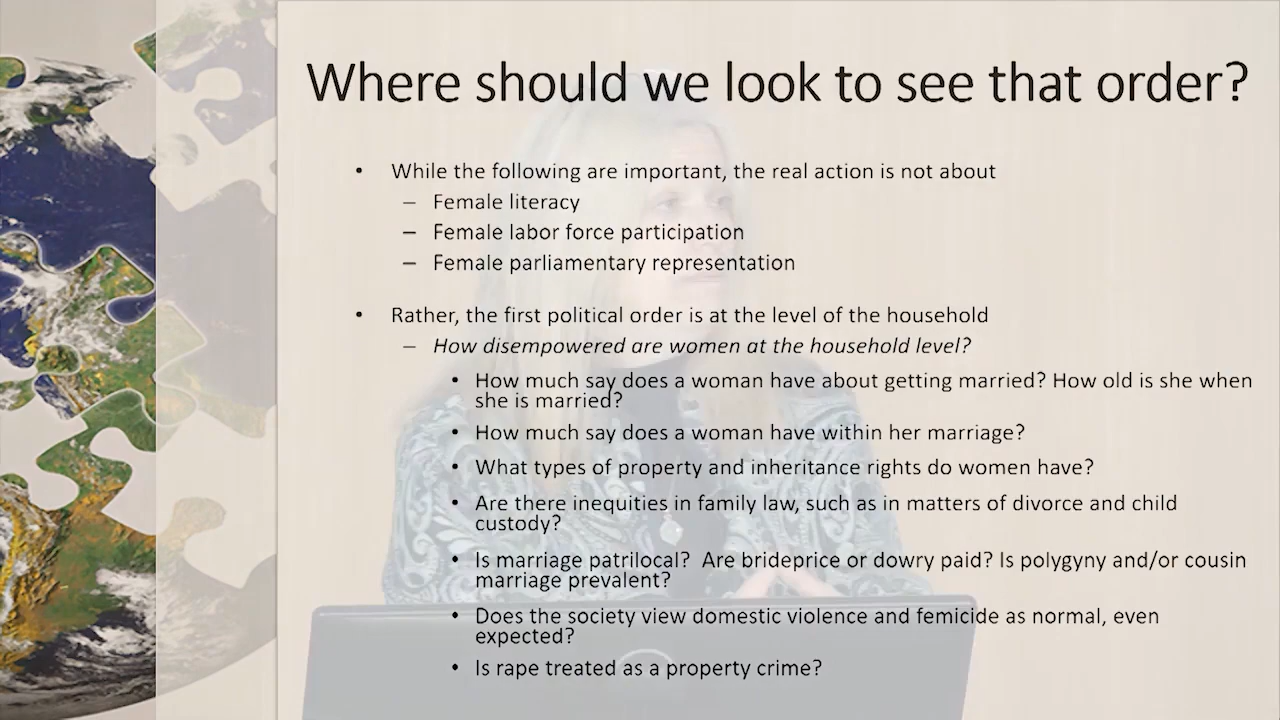 Where should we look to see that order?
• While the following are important, the real action is not about
– Female literacy
– Female labor force participation
– Female parliamentary representation
• Rather, the first political order is at the level of the household
– How disempowered are women at the household level?
• How much say does a woman have about getting married? How old is she when
she is married?
• How much say does a woman have within her marriage?
• What types of property and inheritance rights do women have?
• Are there inequities in family law, such as in matters of divorce and child
custody?
• Is marriage patrilocal?  Are brideprice or dowry paid? Is polygyny and/or cousin
marriage prevalent?
• Does the society view domestic violence and femicide as normal, even
expected?
• Is rape treated as a property crime?